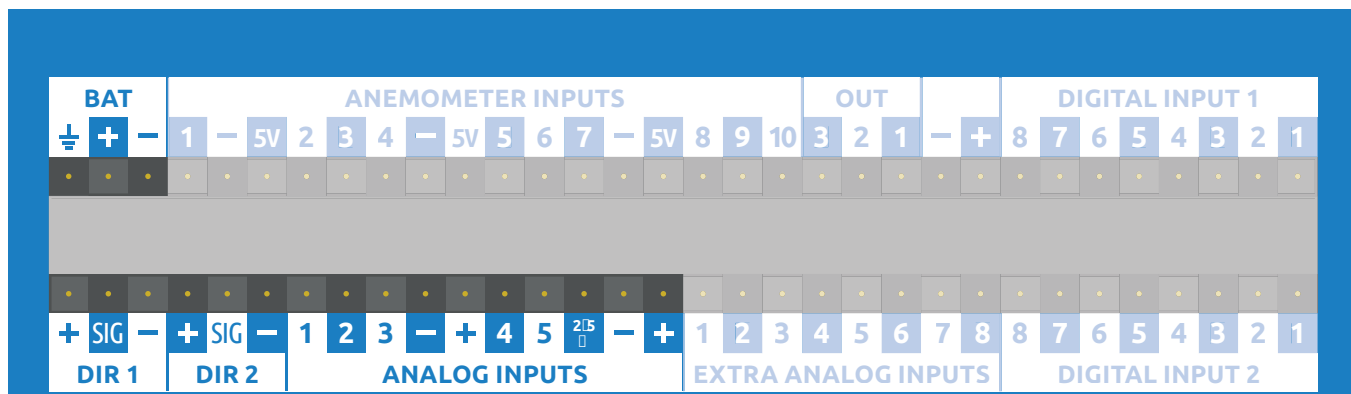 BAT ANEMOMETER INPUTS OUT DIGITAL INPUT 1
+ − 1 − 5V 2 3 4 − 5V 5 6 7 − 5V 8 9 10 3 2 1 − + 8 7 6 5 4 3 2 1
+ SIG − + SIG − 1 2 3 − + 4 5 − + 1 2 3 4 5 6 7 8 8 7 6 5 4 3 2 1
DIR 1 DIR 2 ANALOG INPUTS EXTRA ANALOG INPUTS DIGITAL INPUT 2